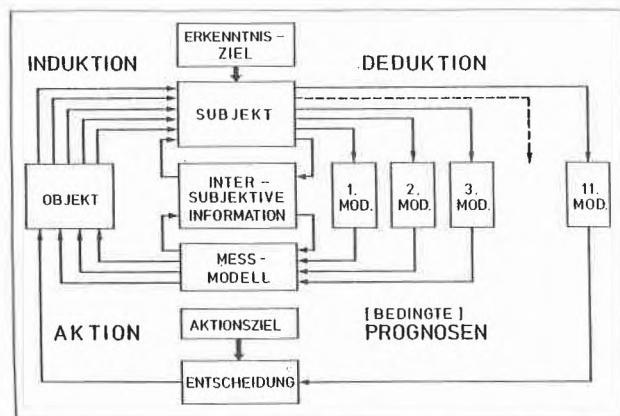 ERKENNTNIS-
ZIEL
INDUKTION
DEDUKTION
SUBJEKT
INTER-
SUBJEKTIVE
INFORMATION
OBJEKT
1.
MOD.
2.
MOD.
3.
MOD.
11.
MOD.
MESS-
MODELL
AKTION
AKTIONSZIEL
[BEDINGTE]
PROGNOSEN
ENTSCHEIDUNG